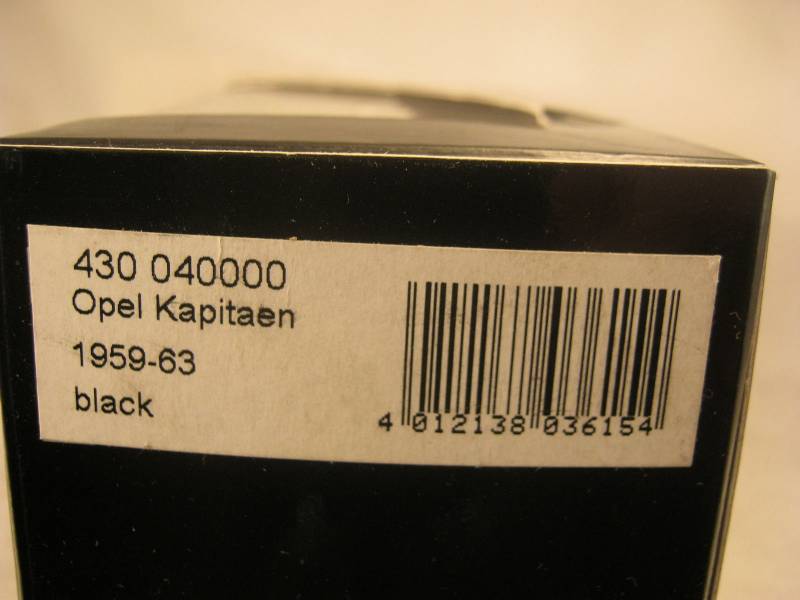 430 040000
Opel Kapitaen
1959-63
black
4 012138 036154